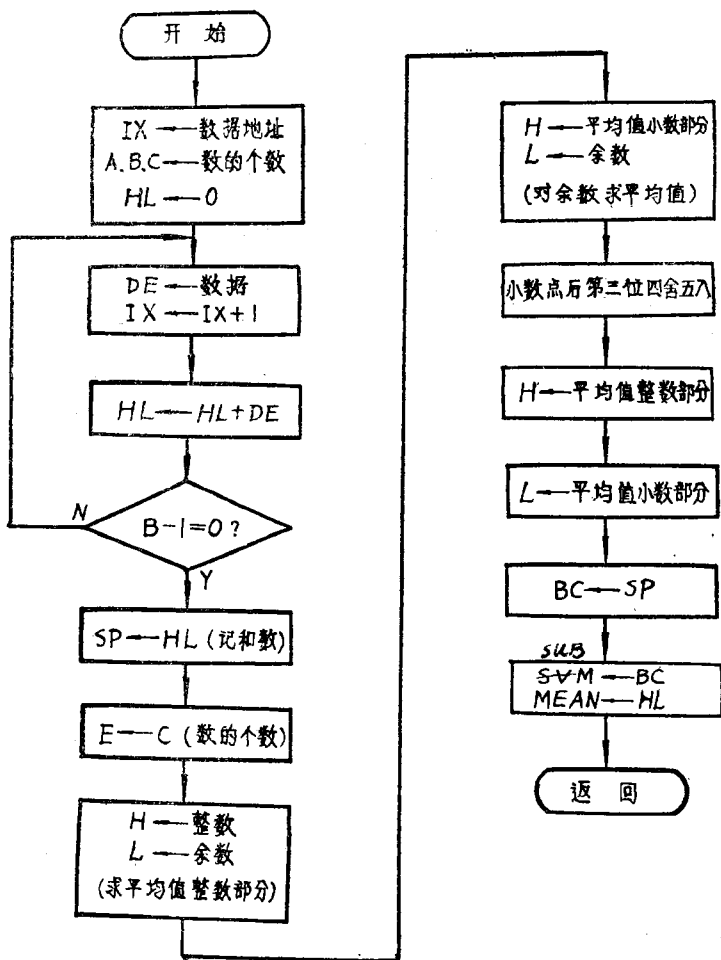 开 始
IX ← 数据地址
A.B.C ← 数的个数
HL ← 0
DE ← 数据
IX ← IX+1
HL ← HL+DE
N
B-1=0?
Y
SP ← HL (记和数)
E ← C (数的个数)
H ← 整数
L ← 余数
(求平均值整数部分)
H ← 平均值小数部分
L ← 余数
(对余数求平均值)
小数点后第三位四舍五入
H ← 平均值整数部分
L ← 平均值小数部分
BC ← SP
SUB
SVM ← BC
MEAN ← HL
返 回